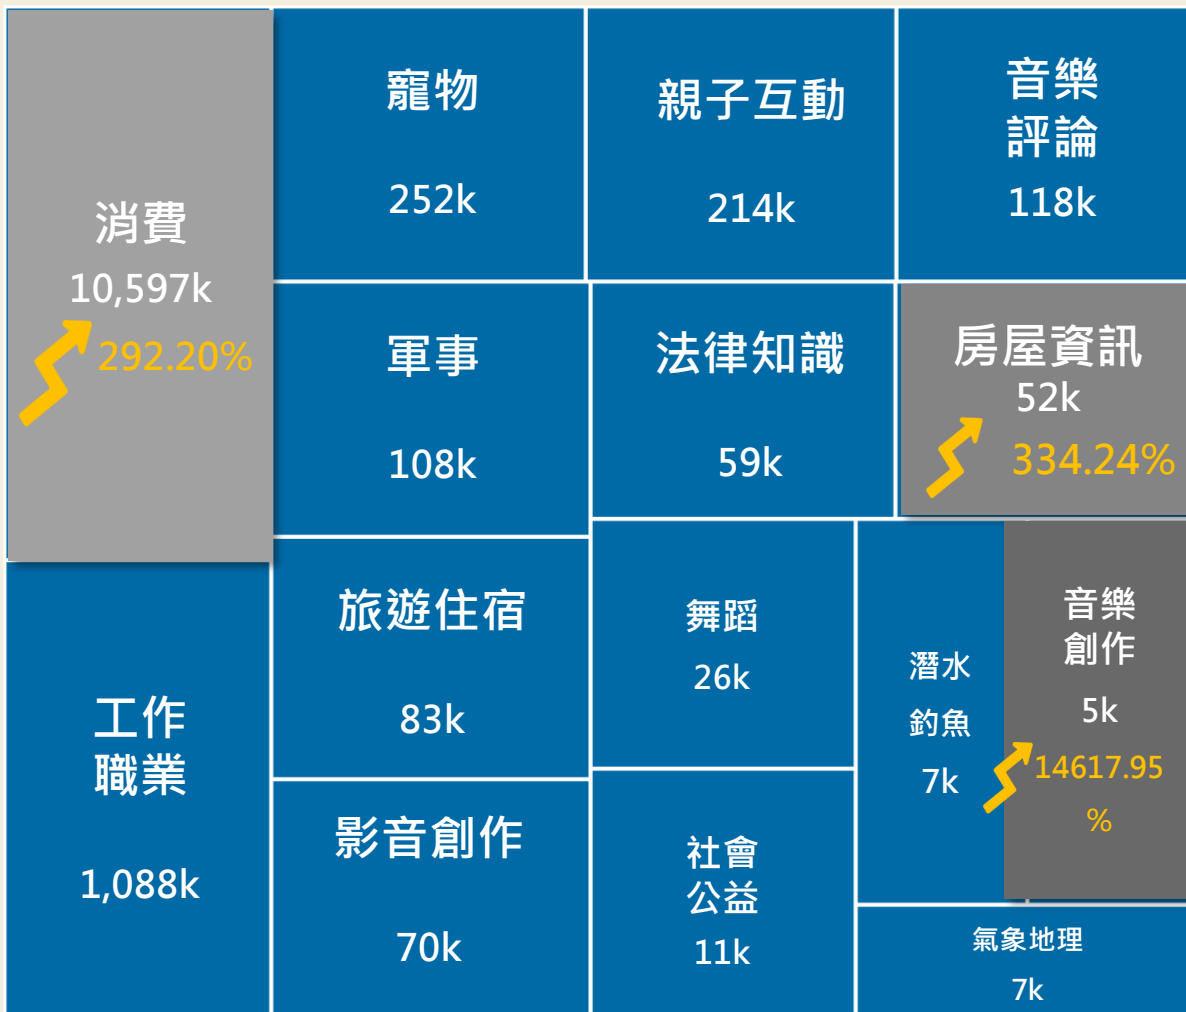 消費
10,597k
292.20%
寵物
252k
親子互動
214k
音樂
評論
118k
軍事
108k
法律知識
59k
房屋資訊
52k
334.24%
工作
職業
1,088k
旅遊住宿
83k
影音創作
70k
舞蹈
26k
社會
公益
11k
潛水
釣魚
7k
音樂
創作
5k
14617.95
%
氣象地理
7k